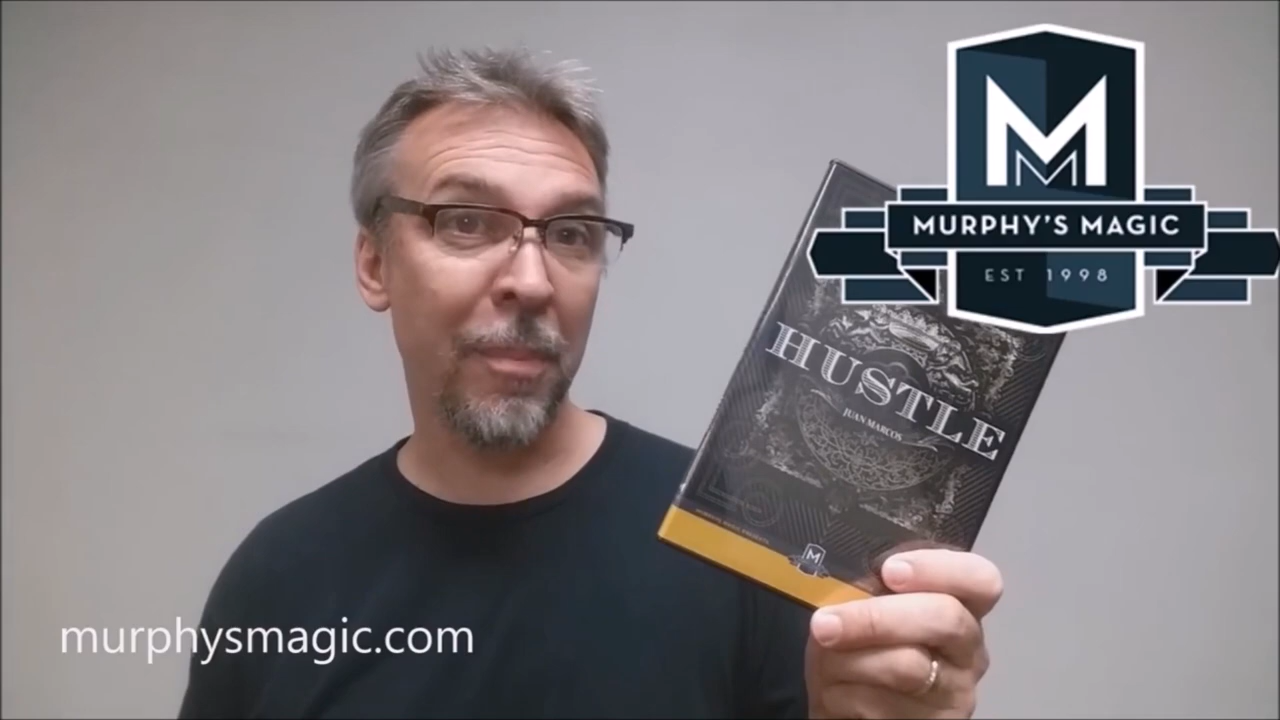 M
M
MURPHY'S MAGIC
EST 1998
HUSTLE
JUAN MARCOS
M
murphysmagic.com